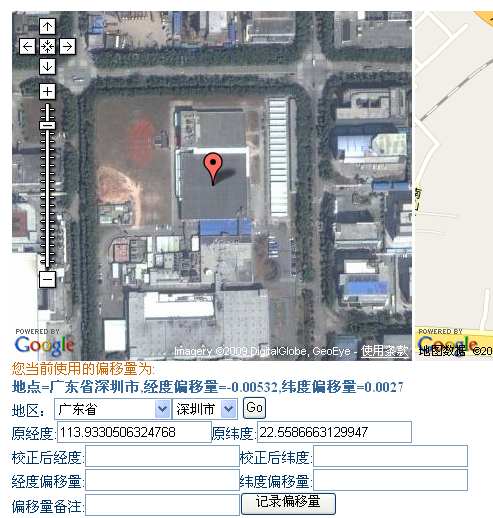 POWERED BY
Google
Imagery ©2009 DigitalGlobe, GeoEye - 使用条款
POWERED BY
Google
地图数据 ©20
您当前使用的偏移量为:
地点=广东省深圳市,经度偏移量=-0.00532,纬度偏移量=0.0027
地区: 广东省 深圳市 Go
原经度: 113.9330506324768 原纬度: 22.5586663129947
校正后经度: 校正后纬度:
经度偏移量: 纬度偏移量:
偏移量备注: 记录偏移量